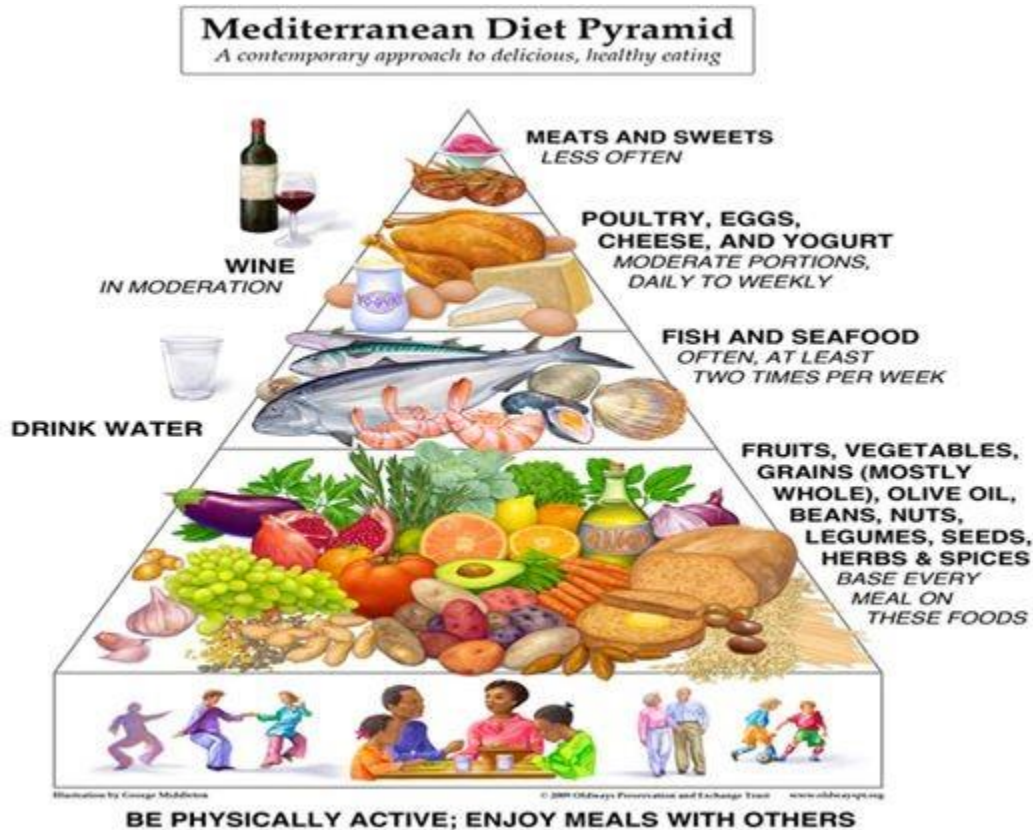 Mediterranean Diet Pyramid
A contemporary approach to delicious, healthy eating
MEATS AND SWEETS
LESS OFTEN
POULTRY, EGGS,
CHEESE, AND YOGURT
MODERATE PORTIONS,
DAILY TO WEEKLY
WINE
IN MODERATION
YOGURT
FISH AND SEAFOOD
OFTEN, AT LEAST
TWO TIMES PER WEEK
DRINK WATER
FRUITS, VEGETABLES,
GRAINS (MOSTLY
WHOLE), OLIVE OIL,
BEANS, NUTS,
LEGUMES, SEEDS,
HERBS & SPICES
BASE EVERY
MEAL ON
THESE FOODS
Illustration by George Middleton
© 2009 Oldways Preservation and Exchange Trust www.oldwayspt.org
BE PHYSICALLY ACTIVE; ENJOY MEALS WITH OTHERS